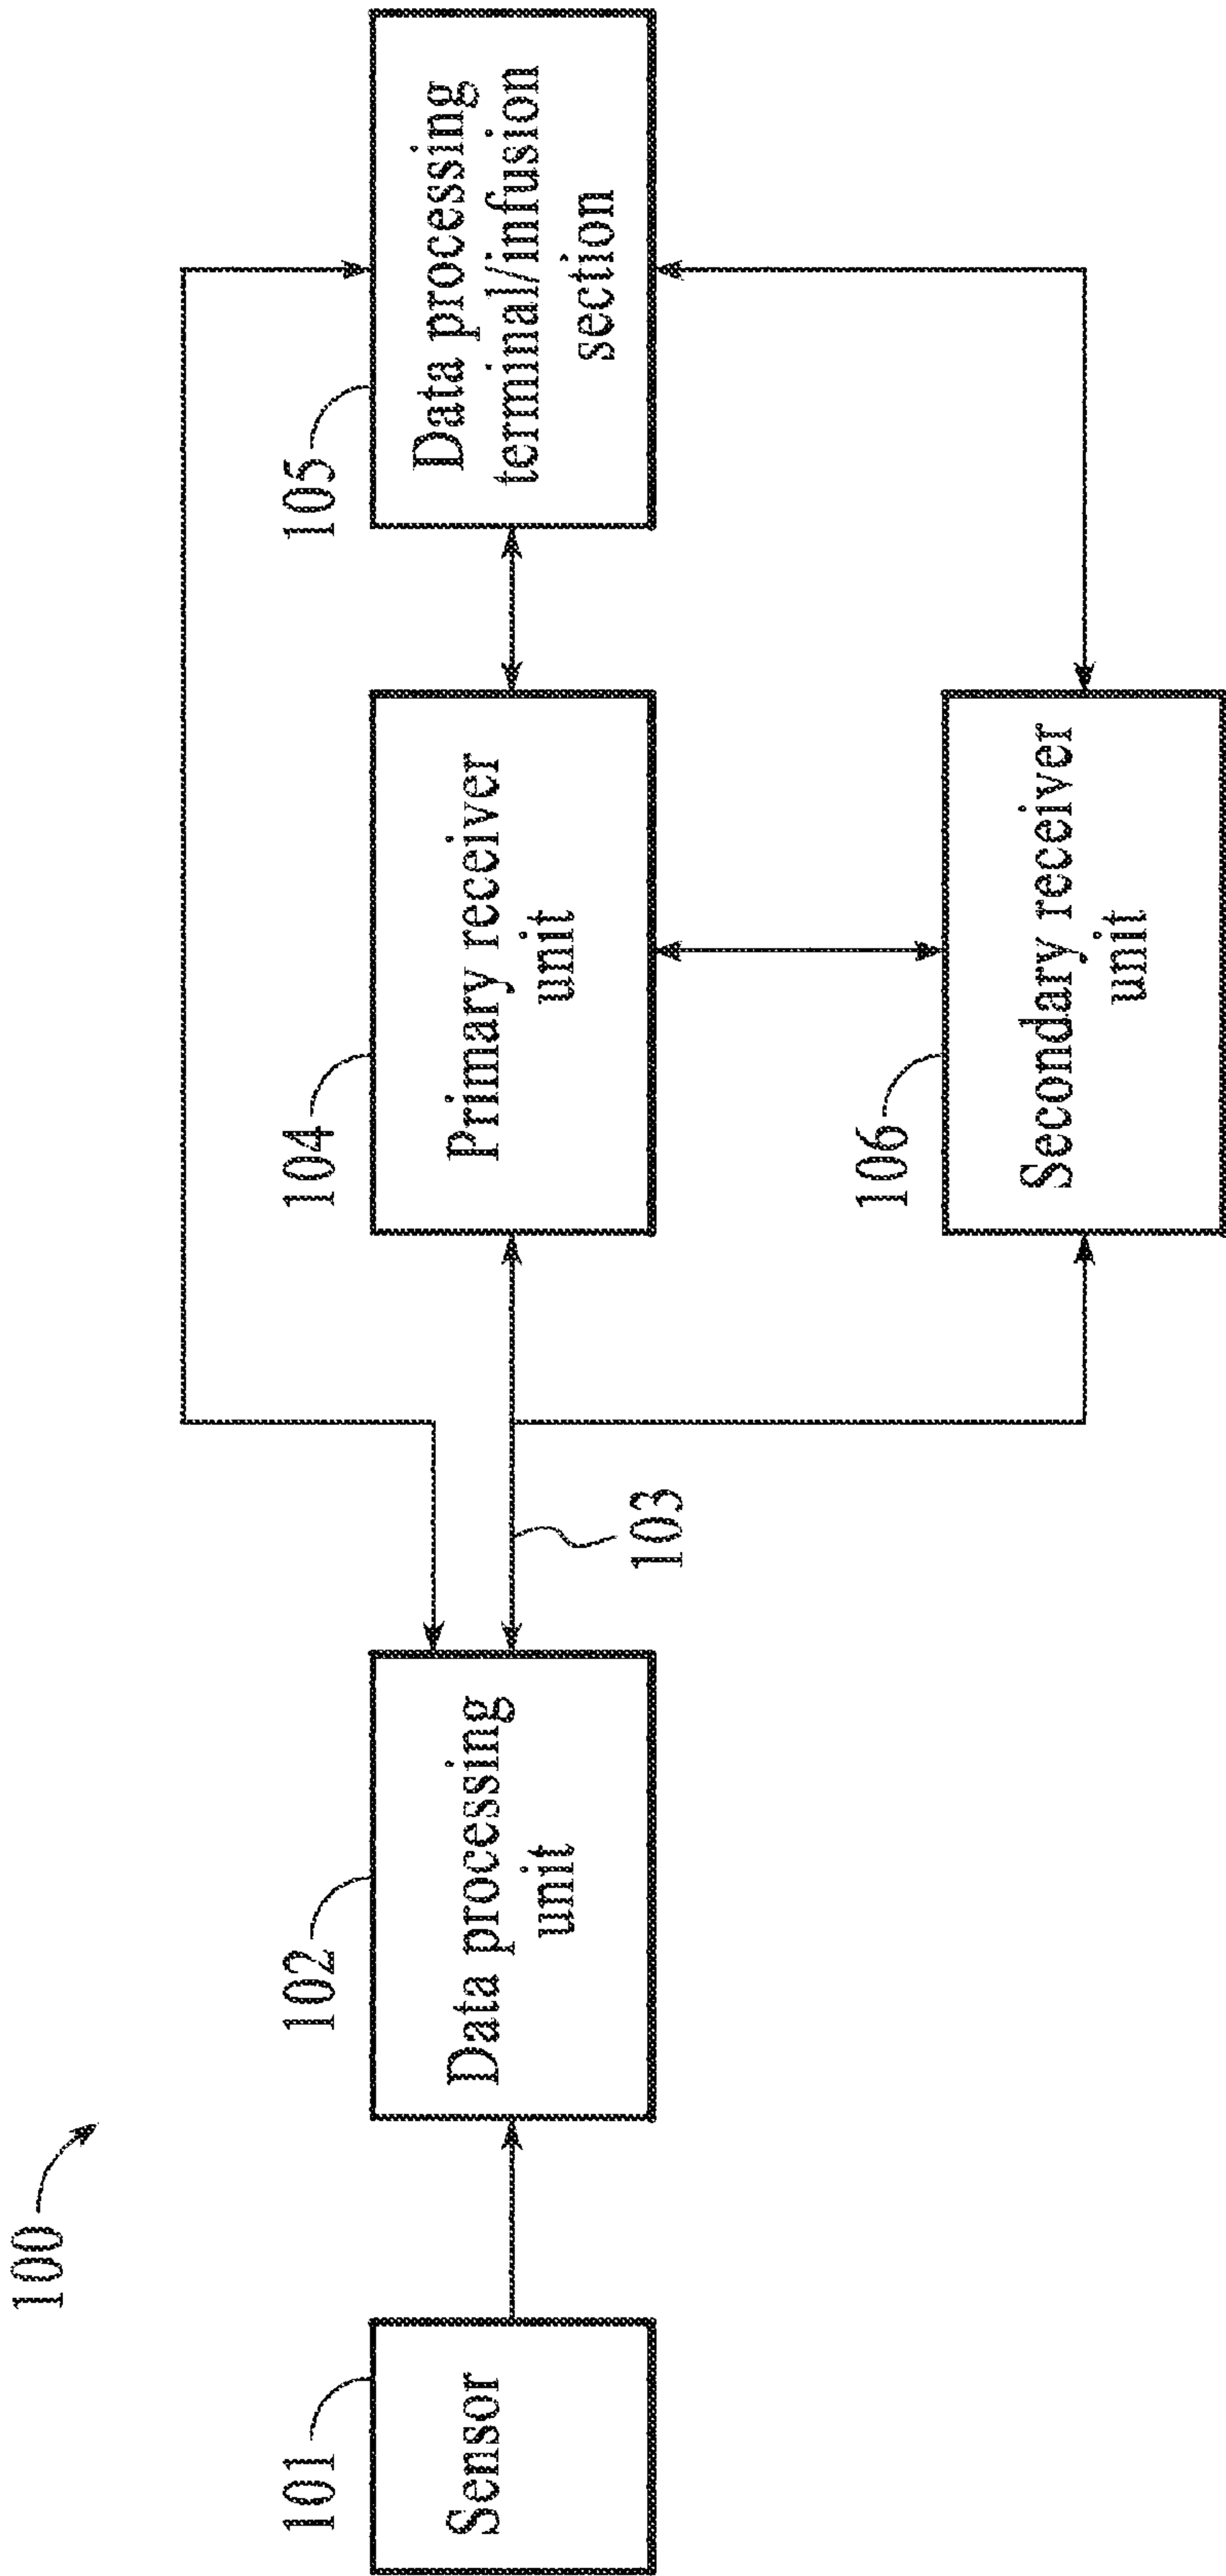 100
101
Sensor
102
Data processing
unit
103
104
Primary receiver
unit
105
Data processing
terminal/infusion
section
106
Secondary receiver
unit